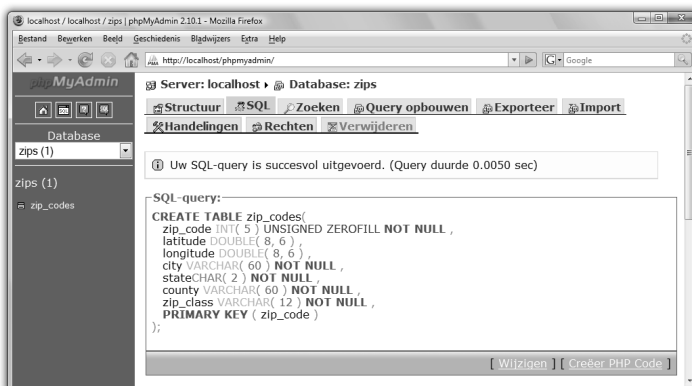 localhost / localhost / zips | phpMyAdmin 2.10.1 - Mozilla Firefox
Bestand Bewerken Beeld Geschiedenis Bladwijzers Extra Help
http://localhost/phpmyadmin/
G Google
phpMyAdmin
Server: localhost Database: zips
Structuur SQL Zoeken Query opbouwen Exporteer Import
Handelingen Rechten Verwijderen
Database
zips (1)
Uw SQL-query is succesvol uitgevoerd. (Query duurde 0.0050 sec)
zips (1)
zip_codes
SQL-query:
CREATE TABLE zip_codes(
zip_code INT( 5 ) UNSIGNED ZEROFILL NOT NULL ,
latitude DOUBLE( 8, 6 ) ,
longitude DOUBLE( 8, 6 ) ,
city VARCHAR( 60 ) NOT NULL ,
stateCHAR( 2 ) NOT NULL ,
county VARCHAR( 60 ) NOT NULL ,
zip_class VARCHAR( 12 ) NOT NULL ,
PRIMARY KEY ( zip_code )
);
[ Wijzigen ] [ Creëer PHP Code ]